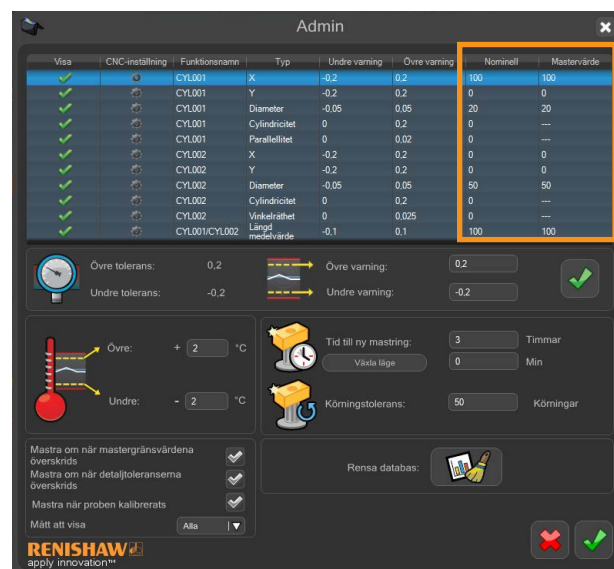 Admin
Visa CNC-inställning Funktionsnamn Typ Undre varning Övre varning Nominell Mastervärde
CYL001 X -0,2 0,2 100 100
CYL001 Y -0,2 0,2 0 0
CYL001 Diameter -0,05 0,05 20 20
CYL001 Cylindricitet 0 0,2 0 ---
CYL001 Parallellitet 0 0,02 0 ---
CYL002 X -0,2 0,2 0 0
CYL002 Y -0,2 0,2 0 0
CYL002 Diameter -0,05 0,05 50 50
CYL002 Cylindricitet 0 0,2 0 ---
CYL002 Vinkelräthet 0 0,025 0 ---
CYL001/CYL002 Längd medelvärde -0,1 0,1 100 100
Övre tolerans: 0,2 Övre varning: 0,2
Undre tolerans: -0,2 Undre varning: -0,2
Övre: + 2 °C
Undre: - 2 °C
Tid till ny mastring: 3 Timmar
Växla läge 0 Min
Körningstolerans: 50 Körningar
Mastra om när mastergränsvärdena
överskrids
Mastra om när detaljtoleranserna
överskrids
Mastra när proben kalibrerats
Mått att visa Alla
Rensa databas:
RENISHAW
apply innovation™